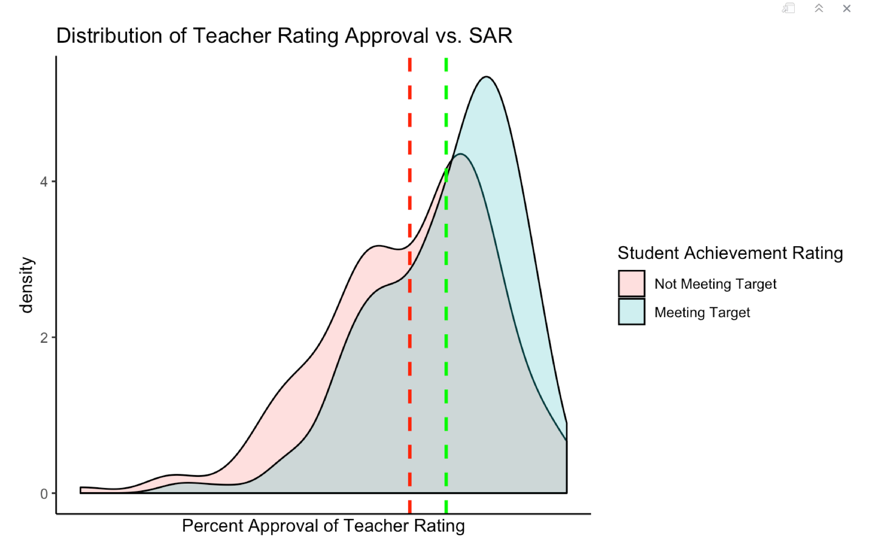 Distribution of Teacher Rating Approval vs. SAR
4
2
0
density
Percent Approval of Teacher Rating
Student Achievement Rating
Not Meeting Target
Meeting Target